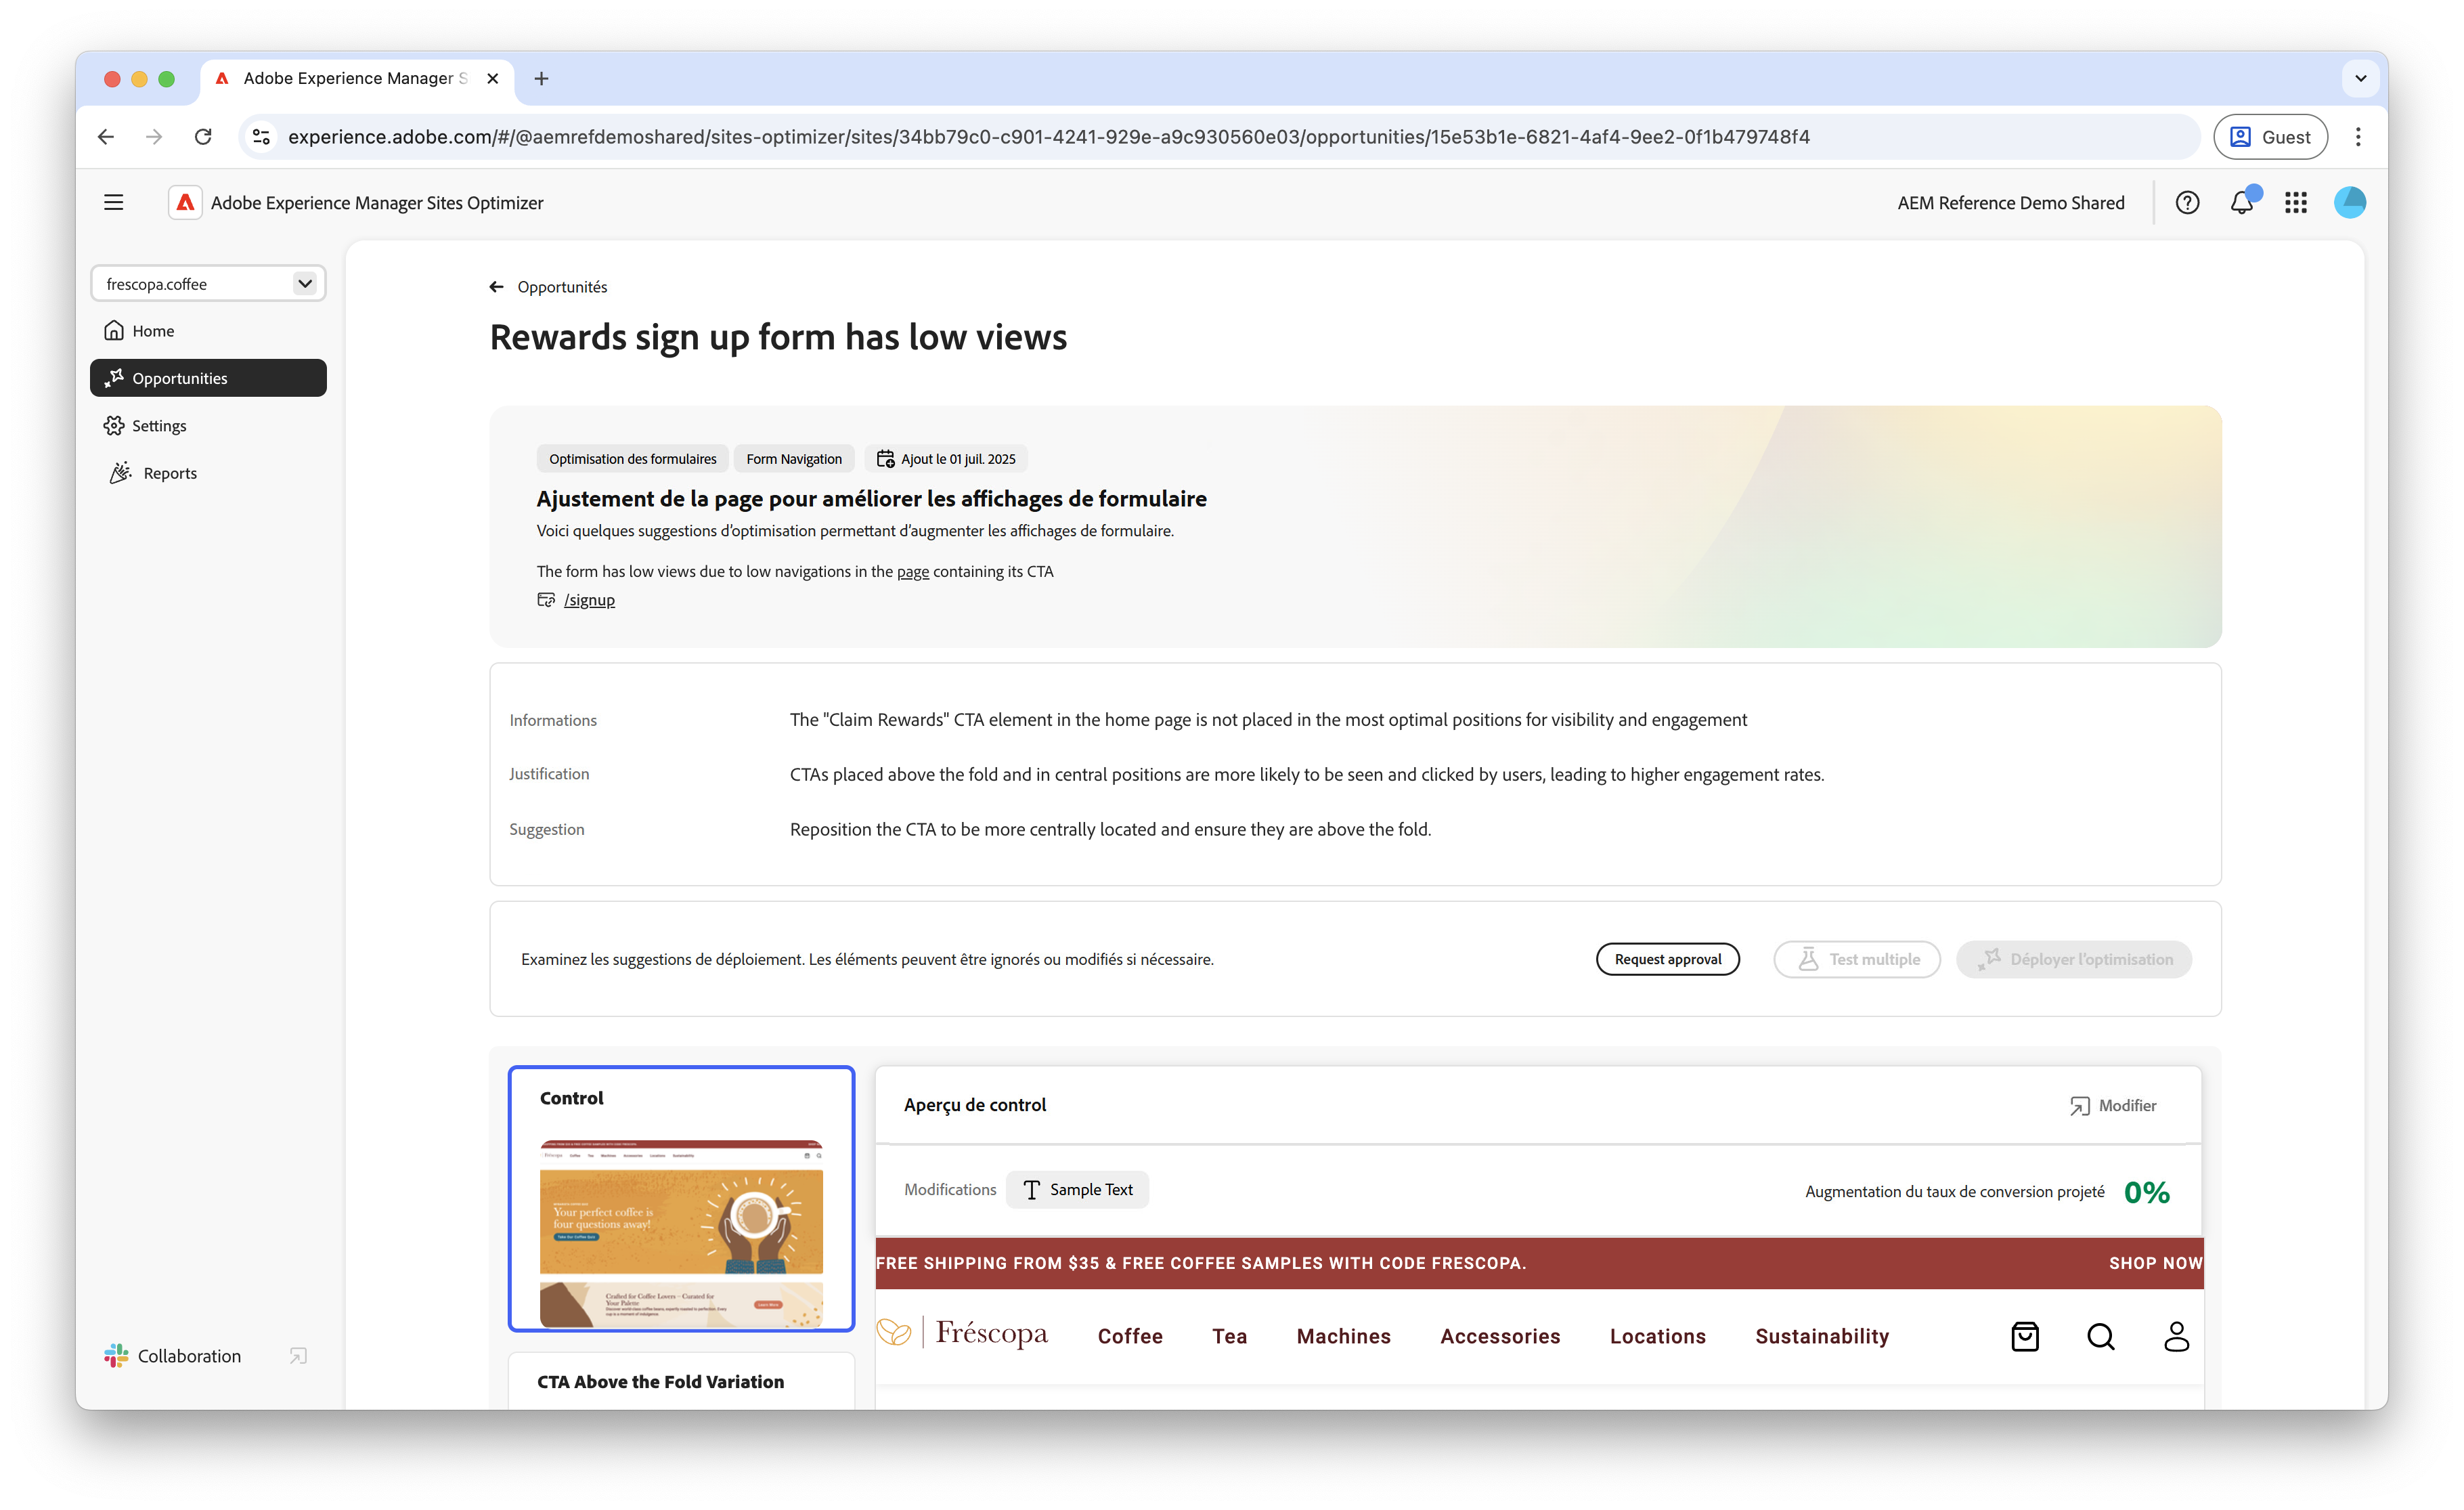 Adobe Experience Manager S
experience.adobe.com/#/@aemrefdemoshared/sites-optimizer/sites/34bb79c0-c901-4241-929e-a9c930560e03/opportunities/15e53b1e-6821-4af4-9ee2-0f1b479748f4
Guest
Adobe Experience Manager Sites Optimizer
AEM Reference Demo Shared
frescopa.coffee
Home
Opportunities
Settings
Reports
Collaboration
Opportunités
Rewards sign up form has low views
Optimisation des formulaires
Form Navigation
Ajout le 01 juil. 2025
Ajustement de la page pour améliorer les affichages de formulaire
Voici quelques suggestions d’optimisation permettant d’augmenter les affichages de formulaire.
The form has low views due to low navigations in the page containing its CTA
/signup
Informations
The "Claim Rewards" CTA element in the home page is not placed in the most optimal positions for visibility and engagement
Justification
CTAs placed above the fold and in central positions are more likely to be seen and clicked by users, leading to higher engagement rates.
Suggestion
Reposition the CTA to be more centrally located and ensure they are above the fold.
Examinez les suggestions de déploiement. Les éléments peuvent être ignorés ou modifiés si nécessaire.
Request approval
Test multiple
Déployer l’optimisation
Control
Your perfect coffee is
four questions away!
Crafted for Coffee Lovers – Curated for
Your Palette
CTA Above the Fold Variation
Aperçu de control
Modifier
Modifications
Sample Text
Augmentation du taux de conversion projeté
0%
FREE SHIPPING FROM $35 & FREE COFFEE SAMPLES WITH CODE FRESCOPA.
SHOP NOW
Fréscopa
Coffee
Tea
Machines
Accessories
Locations
Sustainability